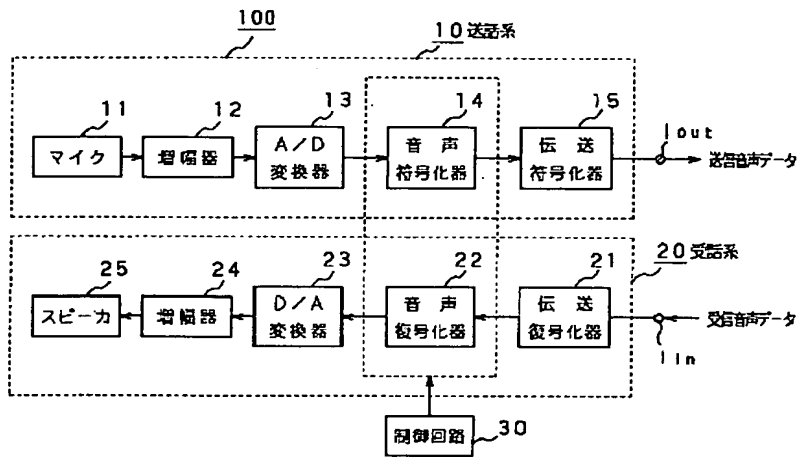 100
10 送話系
11
12
13
14
15
マイク
増幅器
A/D
変換器
音声
符号化器
伝送
符号化器
1out
送信音声データ
20 受話系
25
24
23
22
21
スピーカ
増幅器
D/A
変換器
音声
復号化器
伝送
復号化器
受信音声データ
1in
制御回路
30